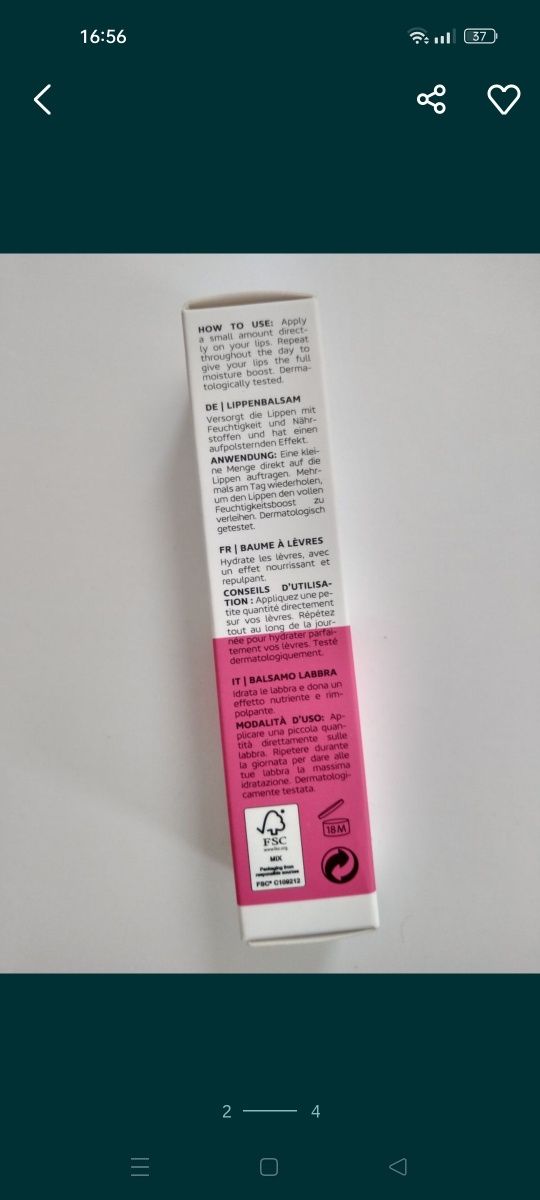 16:56
37
HOW TO USE: Apply
a small amount direct-
ly on your lips. Repeat
throughout the day to
give your lips the full
moisture boost. Derma-
tologically tested.
DE | LIPPENBALSAM
Versorgt die Lippen mit
Feuchtigkeit und Nähr-
stoffen und hat einen
aufpolsternden Effekt.
ANWENDUNG: Eine klei-
ne Menge direkt auf die
Lippen auftragen. Mehr-
mals am Tag wiederholen,
um den Lippen den vollen
Feuchtigkeitsboost zu
verleihen. Dermatologisch
getestet.
FR | BAUME À LÈVRES
Hydrate les lèvres, avec
un effet nourrissant et
repulpant.
CONSEILS D'UTILISA-
TION : Appliquez une pe-
tite quantité directement
sur vos lèvres. Répétez
tout au long de la jour-
née pour hydrater parfai-
tement vos lèvres. Testé
dermatologiquement.
IT | BALSAMO LABBRA
Idrata le labbra e dona un
effetto nutriente e rim-
polpante.
MODALITÀ D'USO: Ap-
plicare una piccola quan-
tità direttamente sulle
labbra. Ripetere durante
la giornata per dare alle
tue labbra la massima
idratazione. Dermatologi-
camente testata.
FSC
www.fsc.org
MIX
Packaging from
responsible sources
FSC® C109212
18M
2
4